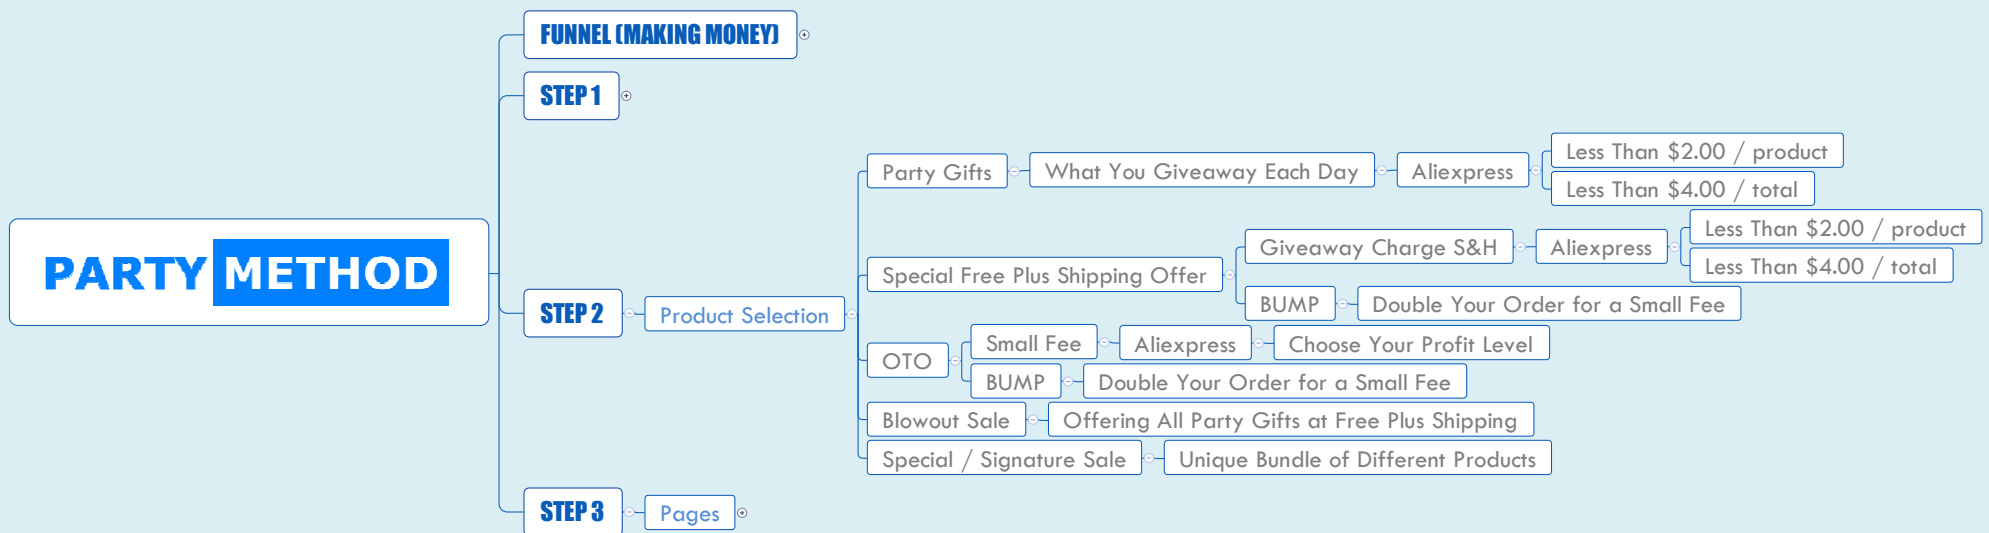 FUNNEL (MAKING MONEY)
STEP 1
PARTY METHOD
STEP 2
Product Selection
Party Gifts
What You Giveaway Each Day
Aliexpress
Less Than $2.00 / product
Less Than $4.00 / total
Special Free Plus Shipping Offer
Giveaway Charge S&H
Aliexpress
Less Than $2.00 / product
Less Than $4.00 / total
BUMP
Double Your Order for a Small Fee
OTO
Small Fee
Aliexpress
Choose Your Profit Level
BUMP
Double Your Order for a Small Fee
Blowout Sale
Offering All Party Gifts at Free Plus Shipping
Special / Signature Sale
Unique Bundle of Different Products
STEP 3
Pages